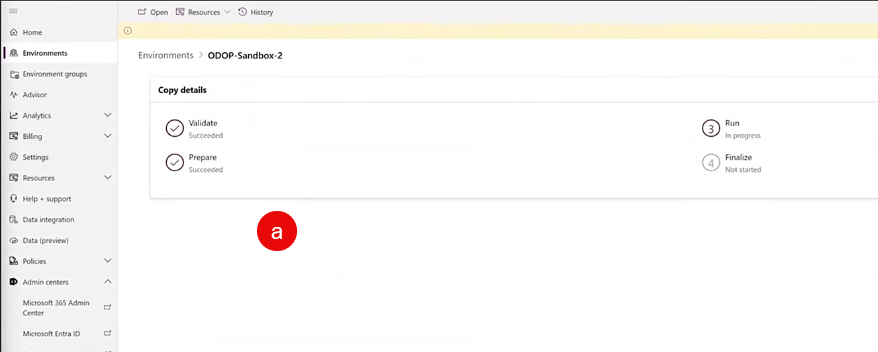 Open Resources History
Home
Environments
Environment groups
Advisor
Analytics
Billing
Settings
Resources
Help + support
Data integration
Data (preview)
Policies
Admin centers
Microsoft 365 Admin
Center
Microsoft Entra ID
Environments > ODOP-Sandbox-2
Copy details
Validate
Succeeded
Prepare
Succeeded
3 Run
In progress
4 Finalize
Not started
a